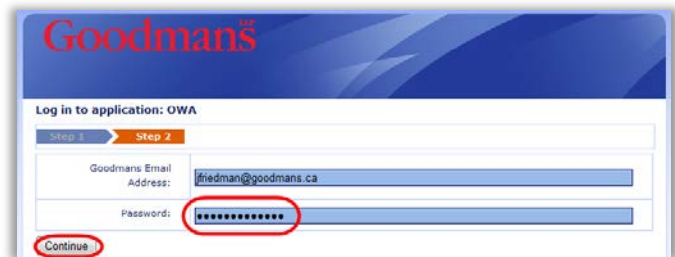 Goodmans LLP
Log in to application: OWA
Step 1 Step 2
Goodmans Email
Address: jfriedman@goodmans.ca
Password: •••••••••••••
Continue